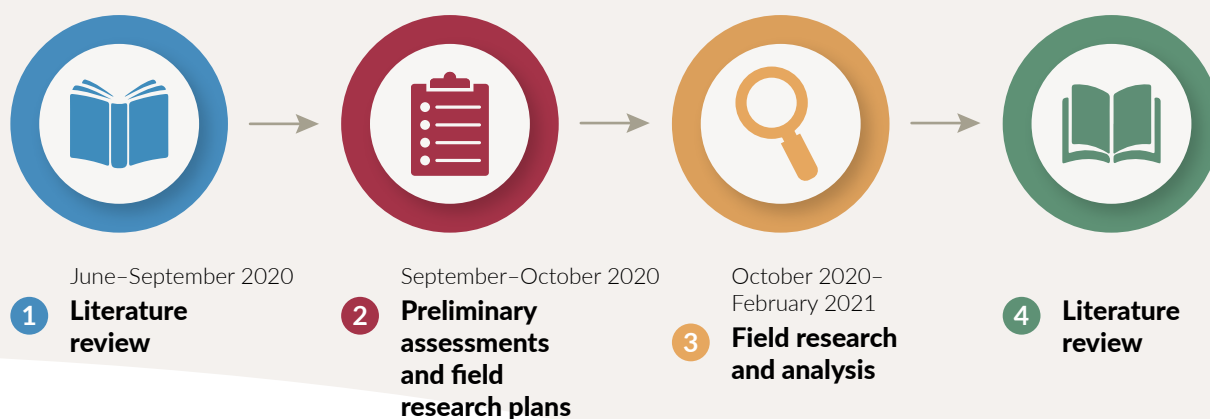 June–September 2020
1
Literature
review
September–October 2020
2
Preliminary
assessments
and field
research plans
October 2020–
February 2021
3
Field research
and analysis
4
Literature
review